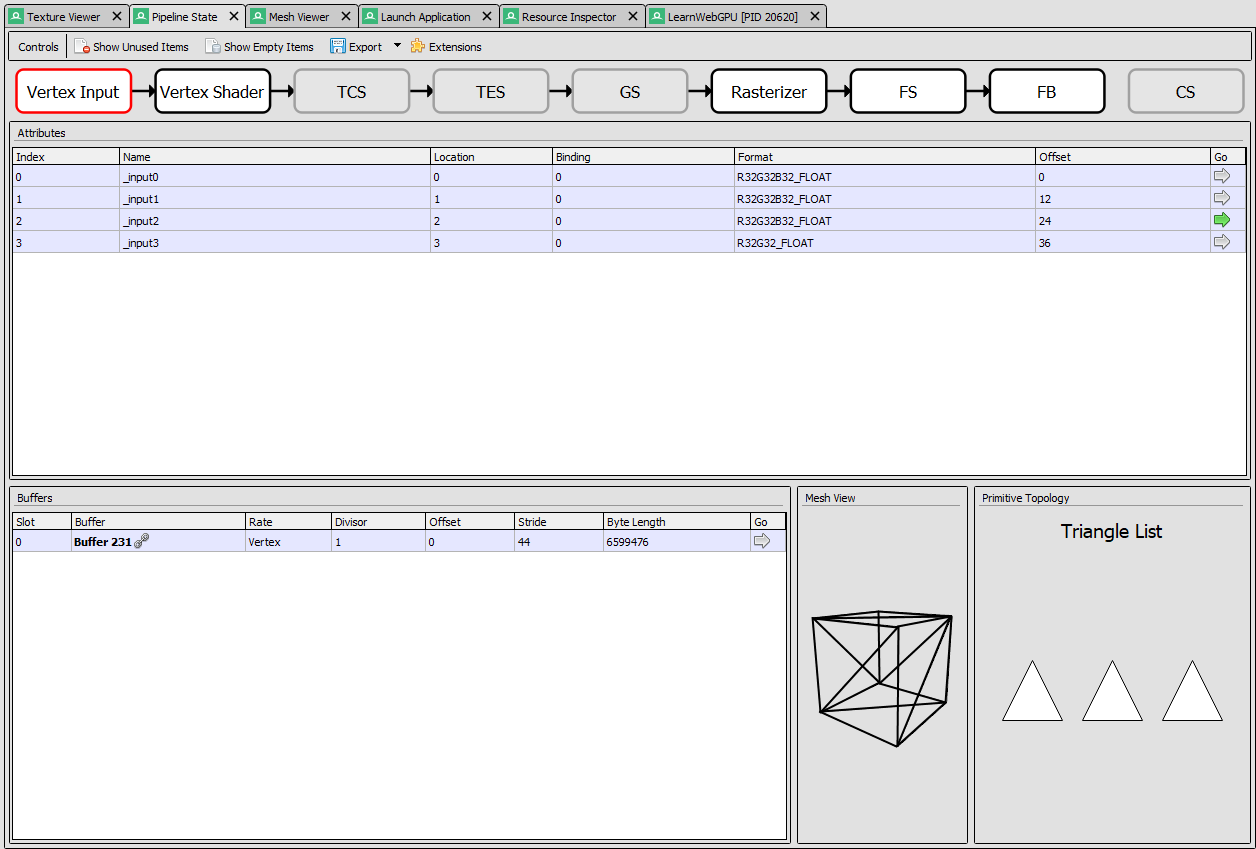 Texture Viewer Pipeline State Mesh Viewer Launch Application Resource Inspector LearnWebGPU [PID 20620]
Controls Show Unused Items Show Empty Items Export Extensions
Vertex Input Vertex Shader TCS TES GS Rasterizer FS FB CS
Attributes
Index Name Location Binding Format Offset Go
0 _input0 0 0 R32G32B32_FLOAT 0
1 _input1 1 0 R32G32B32_FLOAT 12
2 _input2 2 0 R32G32B32_FLOAT 24
3 _input3 3 0 R32G32_FLOAT 36
Buffers
Slot Buffer Rate Divisor Offset Stride Byte Length Go
0 Buffer 231 Vertex 1 0 44 6599476
Mesh View
Primitive Topology
Triangle List